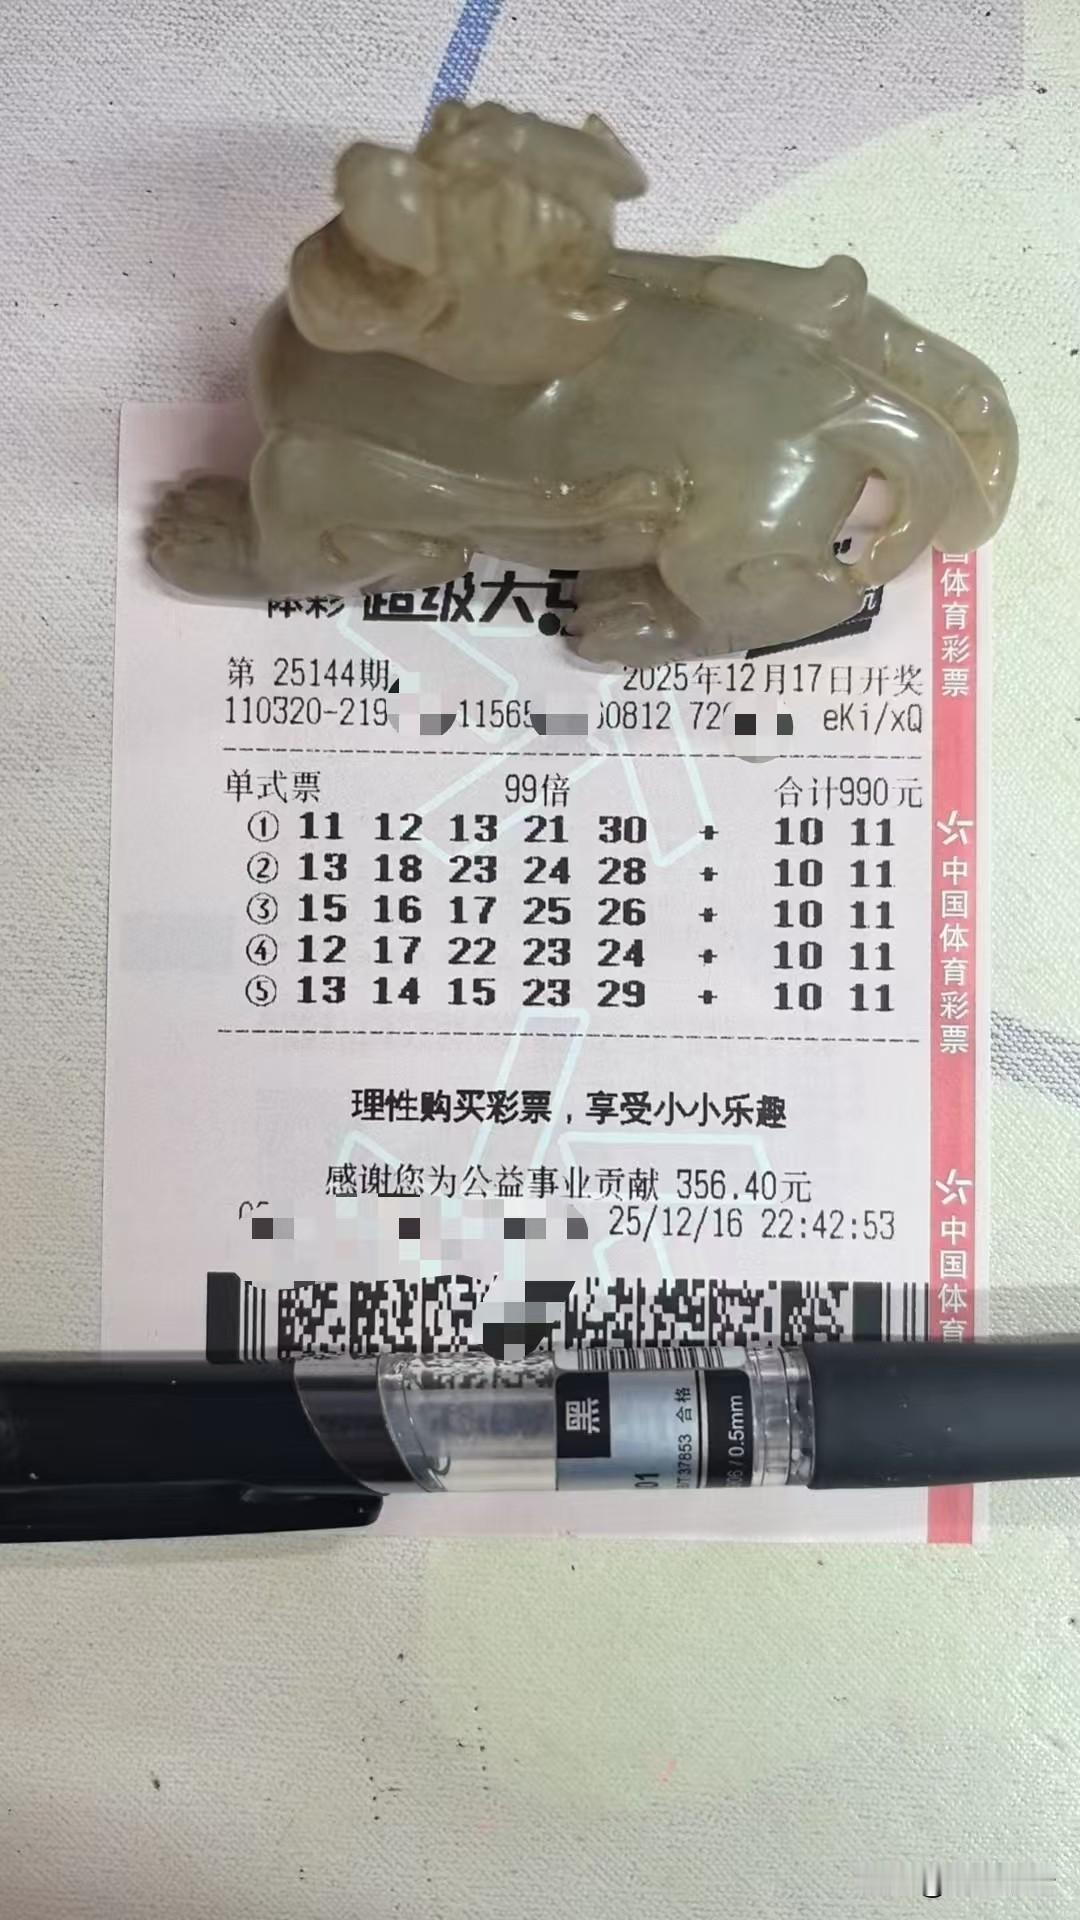 体彩 超级大
第 25144期
2025年12月17日开奖
110320-219 11565 60812 72 eKi/xQ
单式票 99倍 合计990元
① 11 12 13 21 30 + 10 11
② 13 18 23 24 28 + 10 11
③ 15 16 17 25 26 + 10 11
④ 12 17 22 23 24 + 10 11
⑤ 13 14 15 23 29 + 10 11
理性购买彩票，享受小小乐趣
感谢您为公益事业贡献 356.40元
25/12/16 22:42:53
国体育彩票
中国体育彩票
中国体育
黑
01
37853 合格
/ 0.5mm